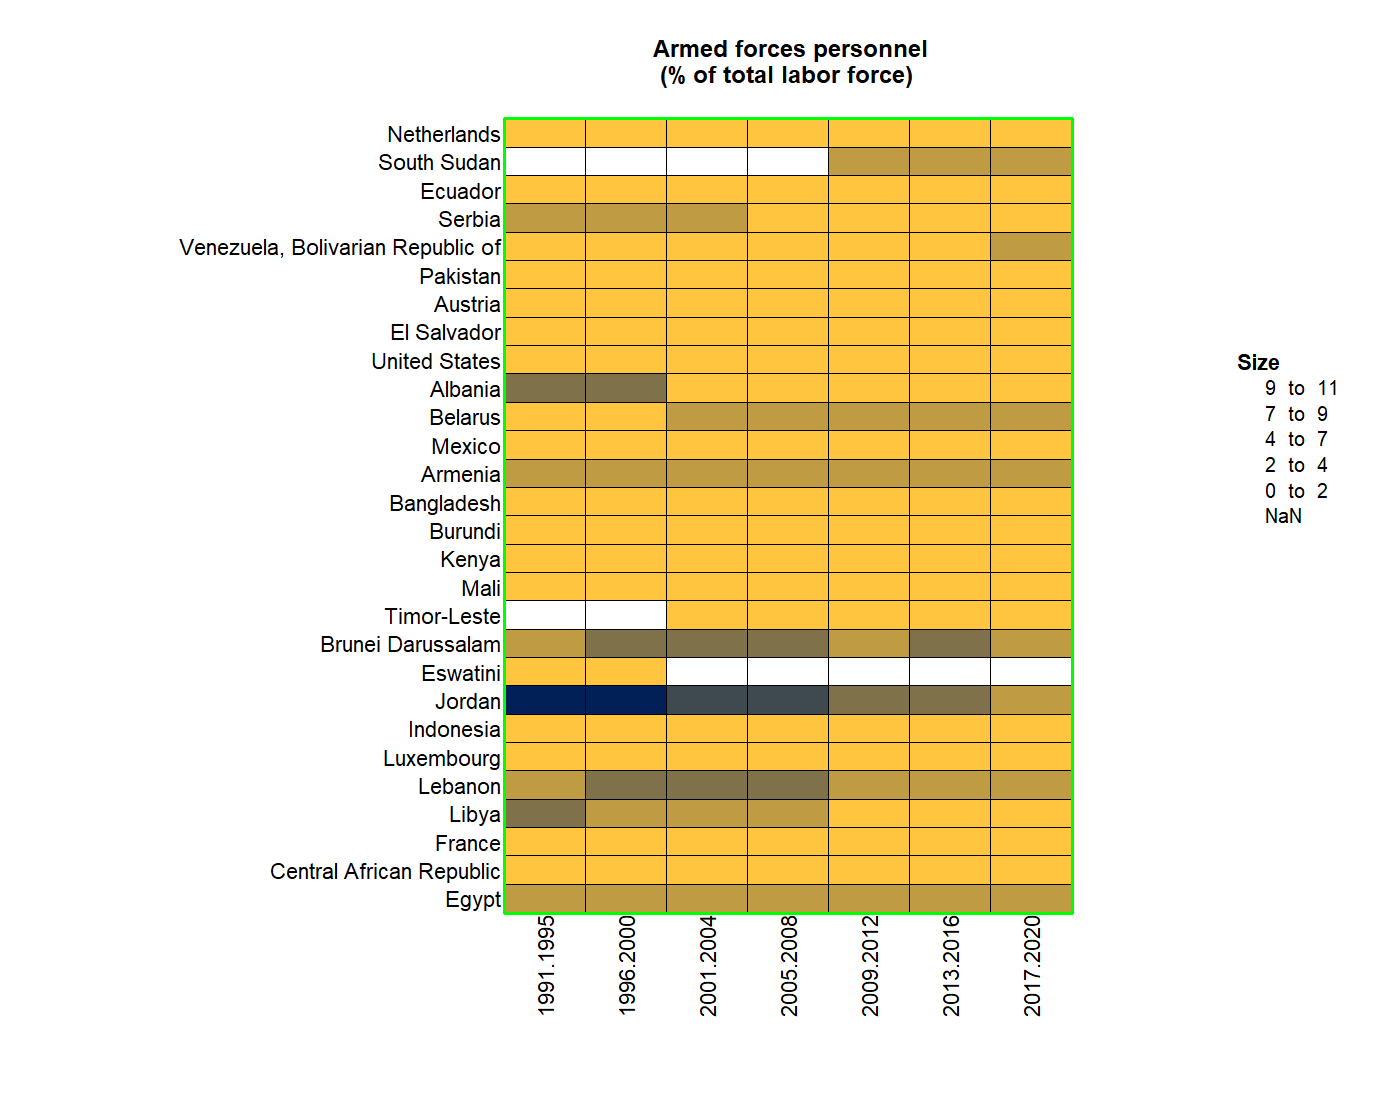 Armed forces personnel
(% of total labor force)
Netherlands
South Sudan
Ecuador
Serbia
Venezuela, Bolivarian Republic of
Pakistan
Austria
El Salvador
United States
Albania
Belarus
Mexico
Armenia
Bangladesh
Burundi
Kenya
Mali
Timor-Leste
Brunei Darussalam
Eswatini
Jordan
Indonesia
Luxembourg
Lebanon
Libya
France
Central African Republic
Egypt
1991.1995
1996.2000
2001.2004
2005.2008
2009.2012
2013.2016
2017.2020
Size
9 to 11
7 to 9
4 to 7
2 to 4
0 to 2
NaN